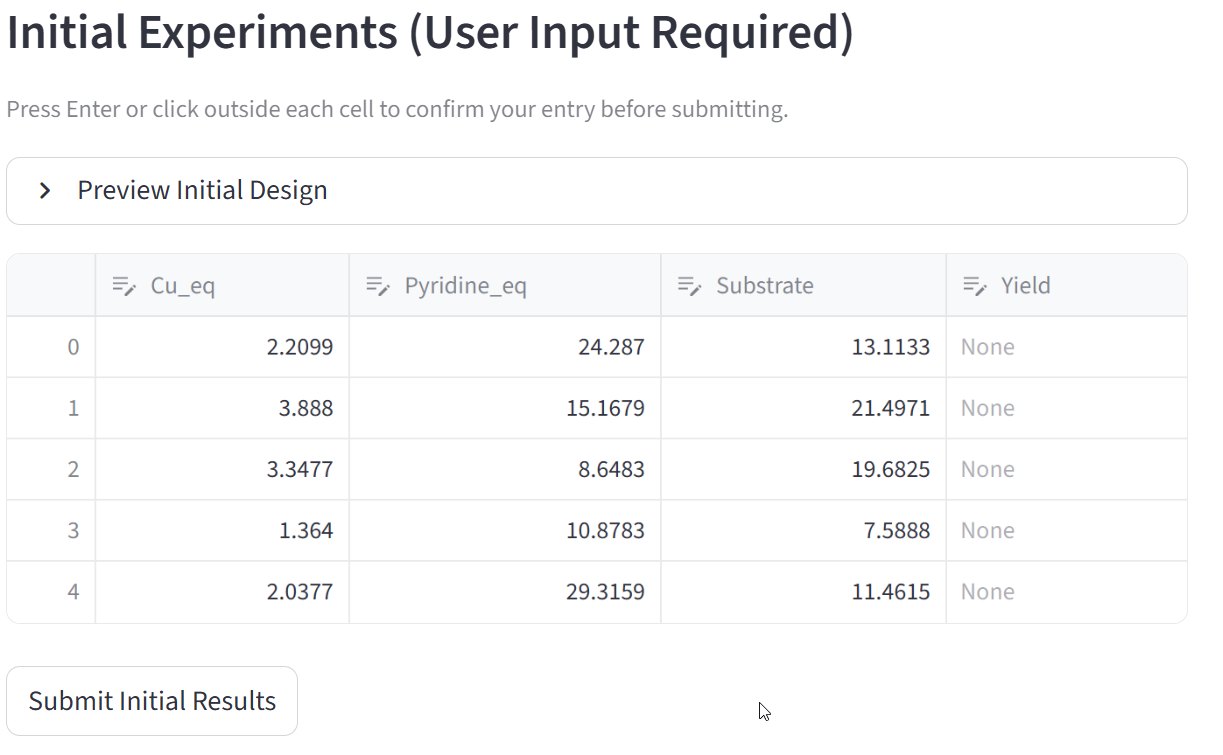 Initial Experiments (User Input Required)
Press Enter or click outside each cell to confirm your entry before submitting.
Preview Initial Design
Cu_eq Pyridine_eq Substrate Yield
0 2.2099 24.287 13.1133 None
1 3.888 15.1679 21.4971 None
2 3.3477 8.6483 19.6825 None
3 1.364 10.8783 7.5888 None
4 2.0377 29.3159 11.4615 None
Submit Initial Results